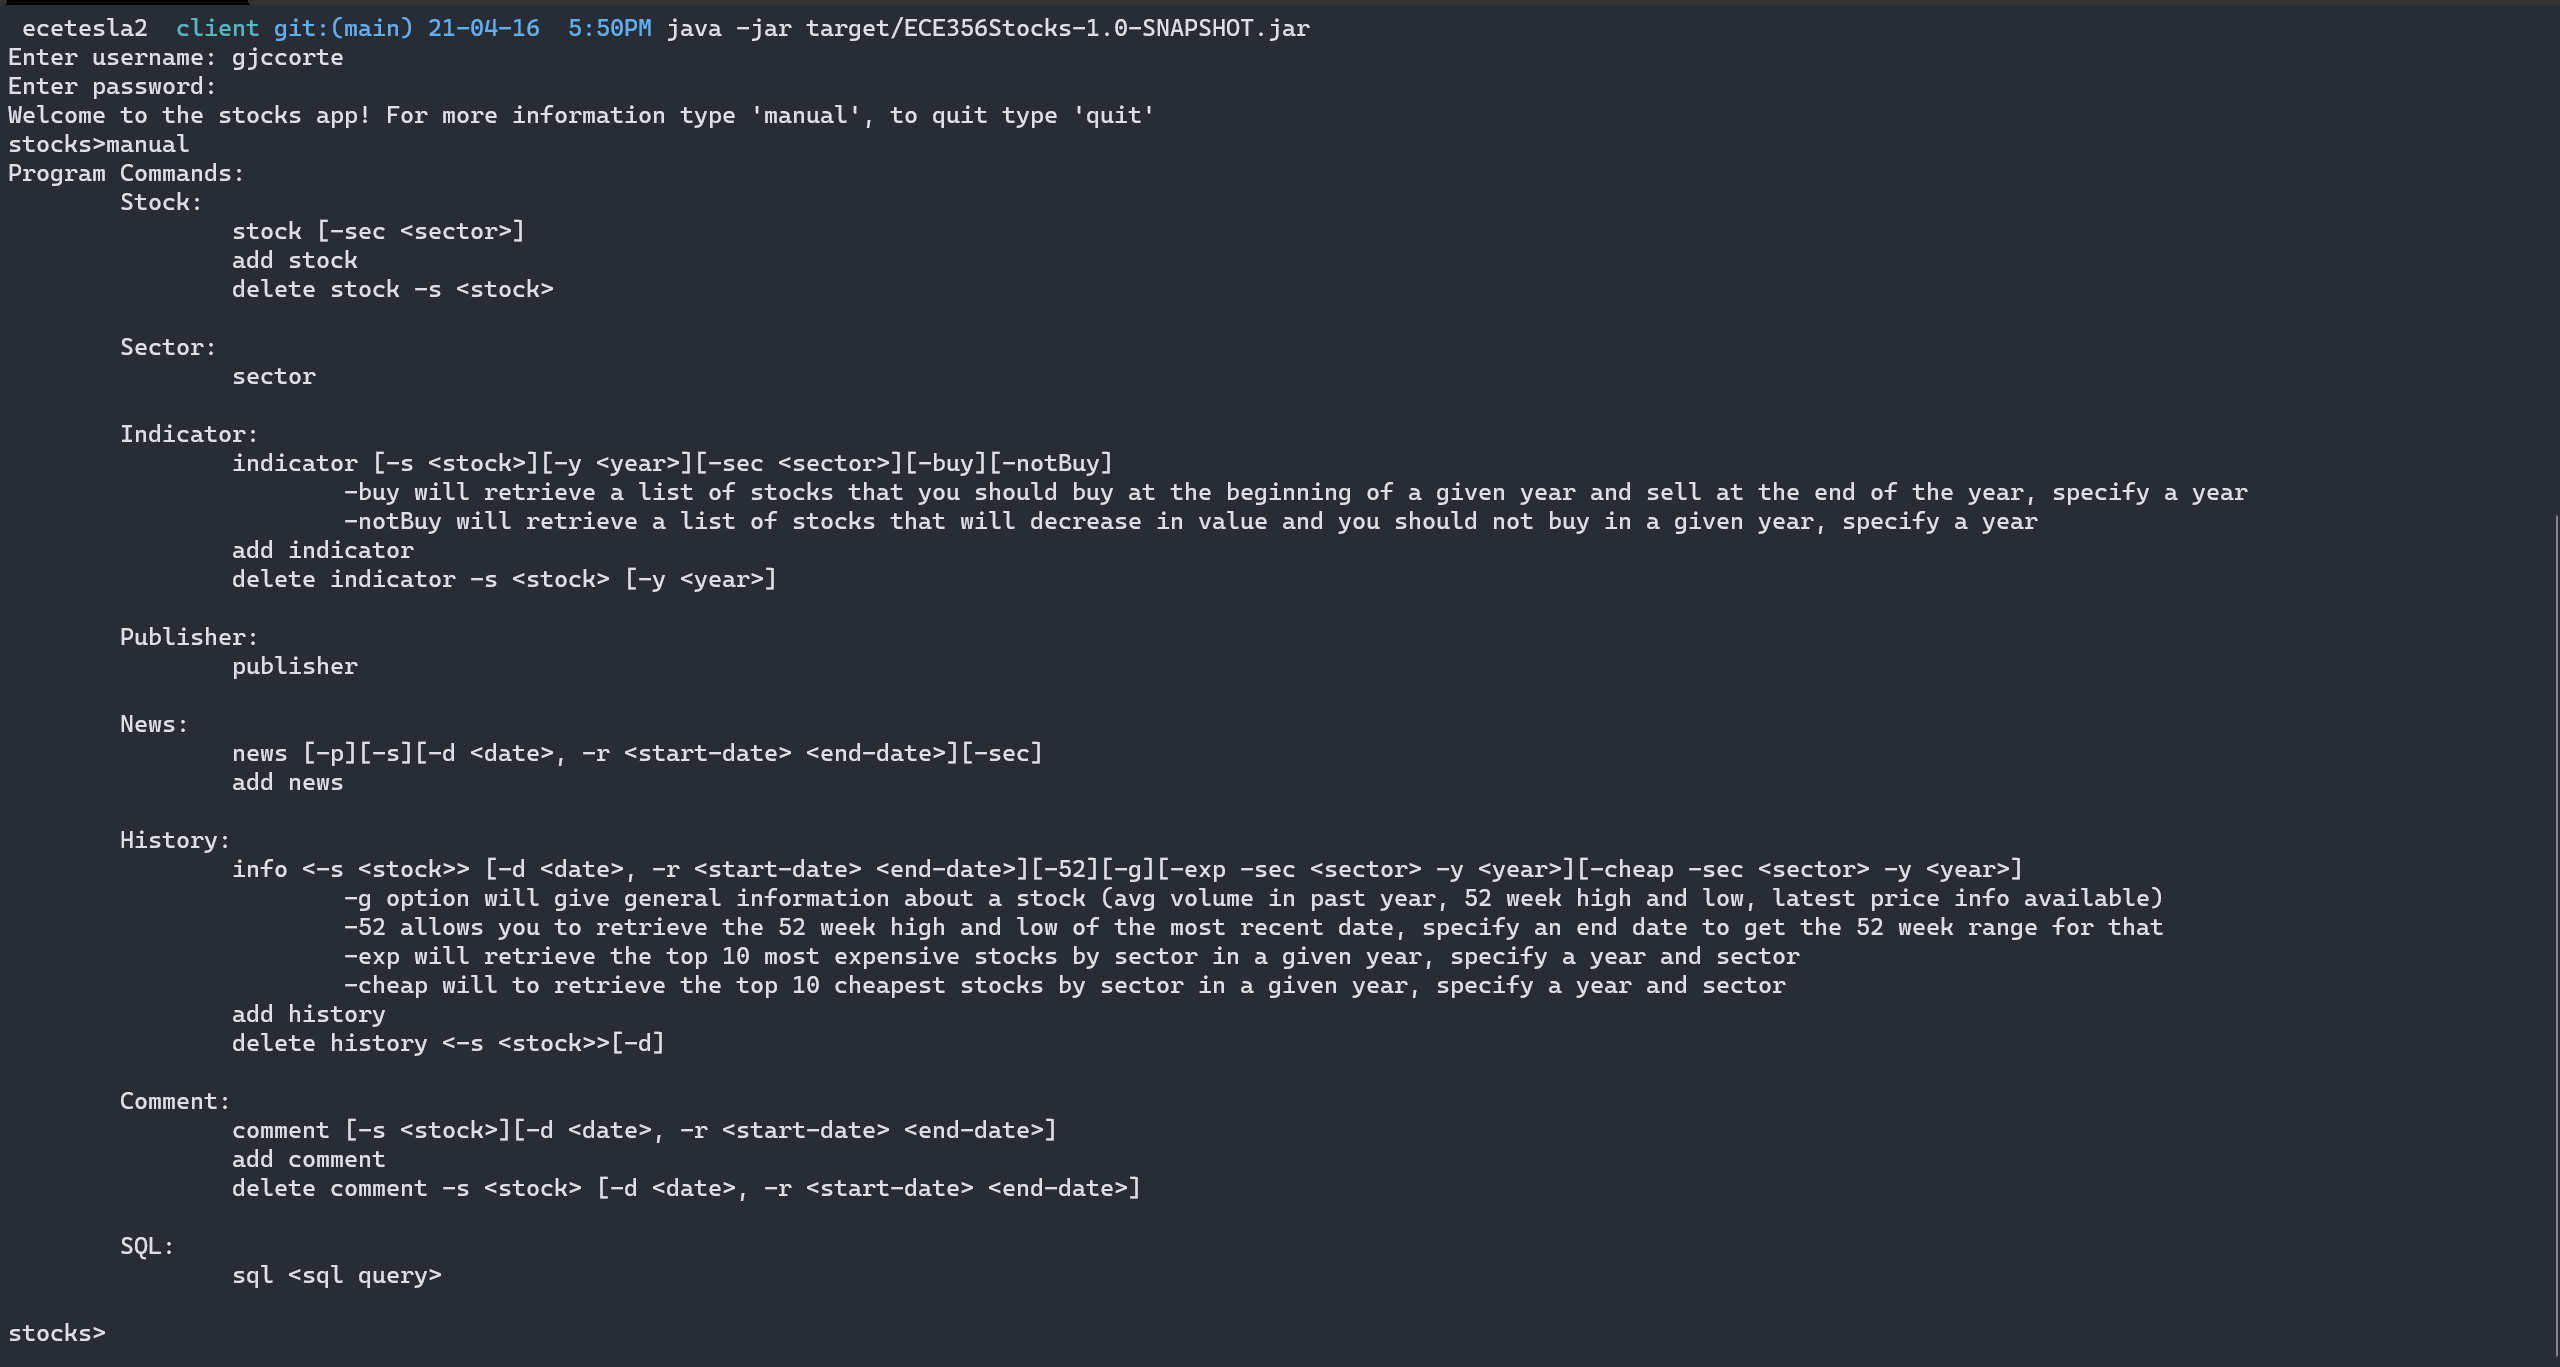 ecetesla2  client git:(main) 21-04-16  5:50PM java -jar target/ECE356Stocks-1.0-SNAPSHOT.jar
Enter username: gjccorte
Enter password:
Welcome to the stocks app! For more information type 'manual', to quit type 'quit'
stocks>manual
Program Commands:
Stock:
stock [-sec <sector>]
add stock
delete stock -s <stock>
Sector:
sector
Indicator:
indicator [-s <stock>][-y <year>][-sec <sector>][-buy][-notBuy]
-buy will retrieve a list of stocks that you should buy at the beginning of a given year and sell at the end of the year, specify a year
-notBuy will retrieve a list of stocks that will decrease in value and you should not buy in a given year, specify a year
add indicator
delete indicator -s <stock> [-y <year>]
Publisher:
publisher
News:
news [-p][-s][-d <date>, -r <start-date> <end-date>][-sec]
add news
History:
info <-s <stock>> [-d <date>, -r <start-date> <end-date>][-52][-g][-exp -sec <sector> -y <year>][-cheap -sec <sector> -y <year>]
-g option will give general information about a stock (avg volume in past year, 52 week high and low, latest price info available)
-52 allows you to retrieve the 52 week high and low of the most recent date, specify an end date to get the 52 week range for that
-exp will retrieve the top 10 most expensive stocks by sector in a given year, specify a year and sector
-cheap will to retrieve the top 10 cheapest stocks by sector in a given year, specify a year and sector
add history
delete history <-s <stock>>[-d]
Comment:
comment [-s <stock>][-d <date>, -r <start-date> <end-date>]
add comment
delete comment -s <stock> [-d <date>, -r <start-date> <end-date>]
SQL:
sql <sql query>
stocks>